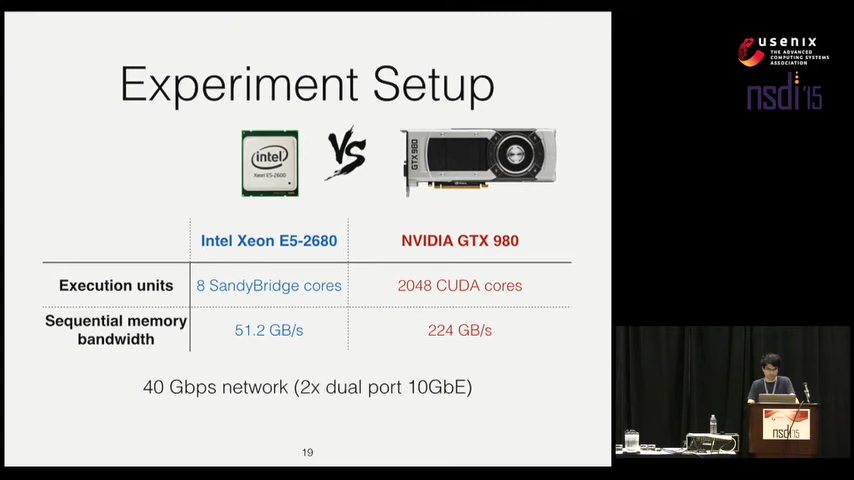 Experiment Setup
intel
Xeon E5-2600
VS
GTX 980
Intel Xeon E5-2680
NVIDIA GTX 980
Execution units
8 SandyBridge cores
2048 CUDA cores
Sequential memory
bandwidth
51.2 GB/s
224 GB/s
40 Gbps network (2x dual port 10GbE)
19
usenix
THE ADVANCED
COMPUTING SYSTEMS
ASSOCIATION
nsdi '15
nsdi'15